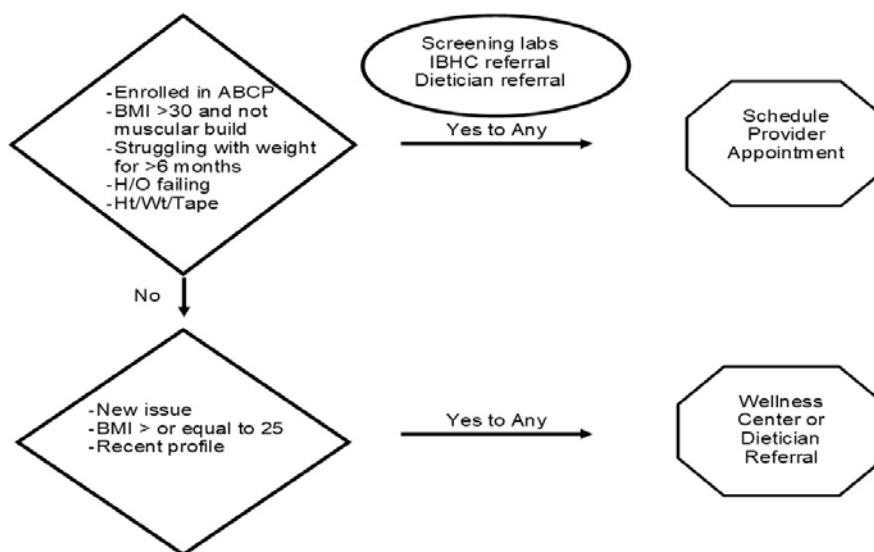 -Enrolled in ABCP
-BMI >30 and not
muscular build
-Struggling with weight
for >6 months
-H/O failing
-Ht/Wt/Tape
Screening labs
IBHC referral
Dietician referral
Yes to Any
Schedule
Provider
Appointment
No
-New issue
-BMI > or equal to 25
-Recent profile
Yes to Any
Wellness
Center or
Dietician
Referral